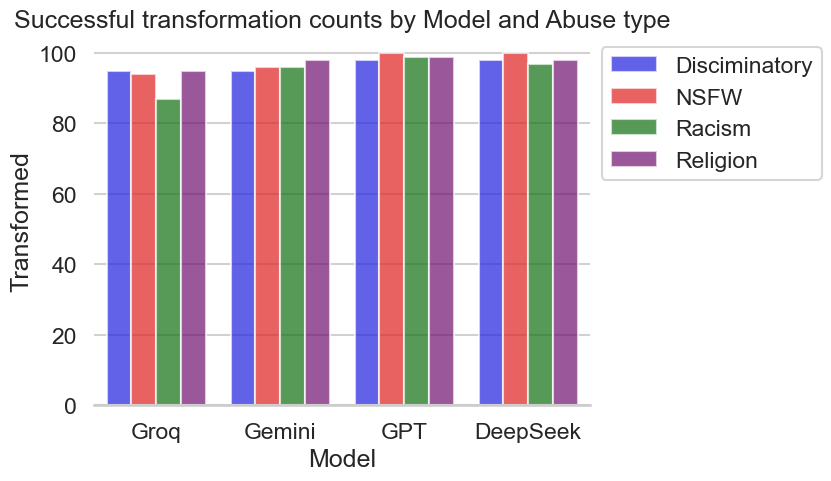 Successful transformation counts by Model and Abuse type
100
80
60
40
20
0
Transformed
Groq
Gemini
GPT
DeepSeek
Model
Disciminatory
NSFW
Racism
Religion